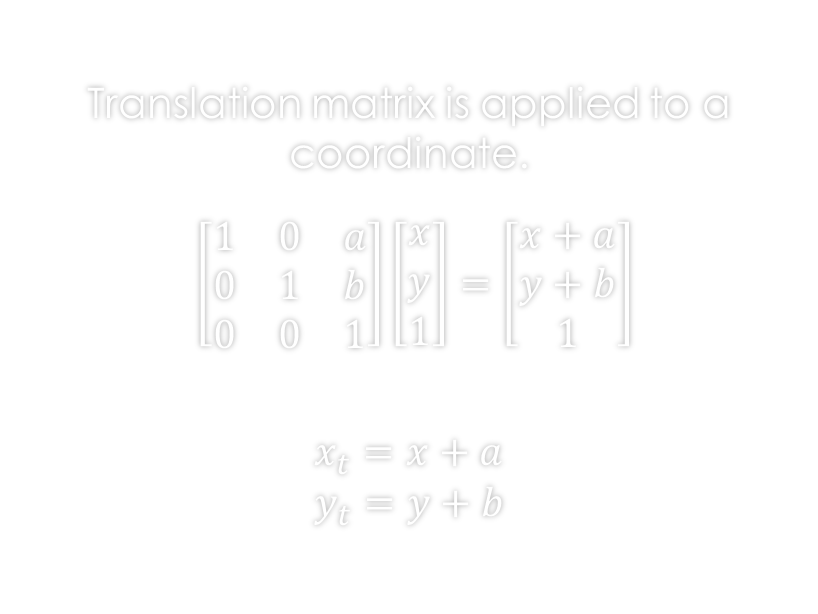 Translation matrix is applied to a
coordinate.
[1 0 a] [x] = [x + a]
[0 1 b] [y] = [y + b]
[0 0 1] [1] = [1]
x_t = x + a
y_t = y + b